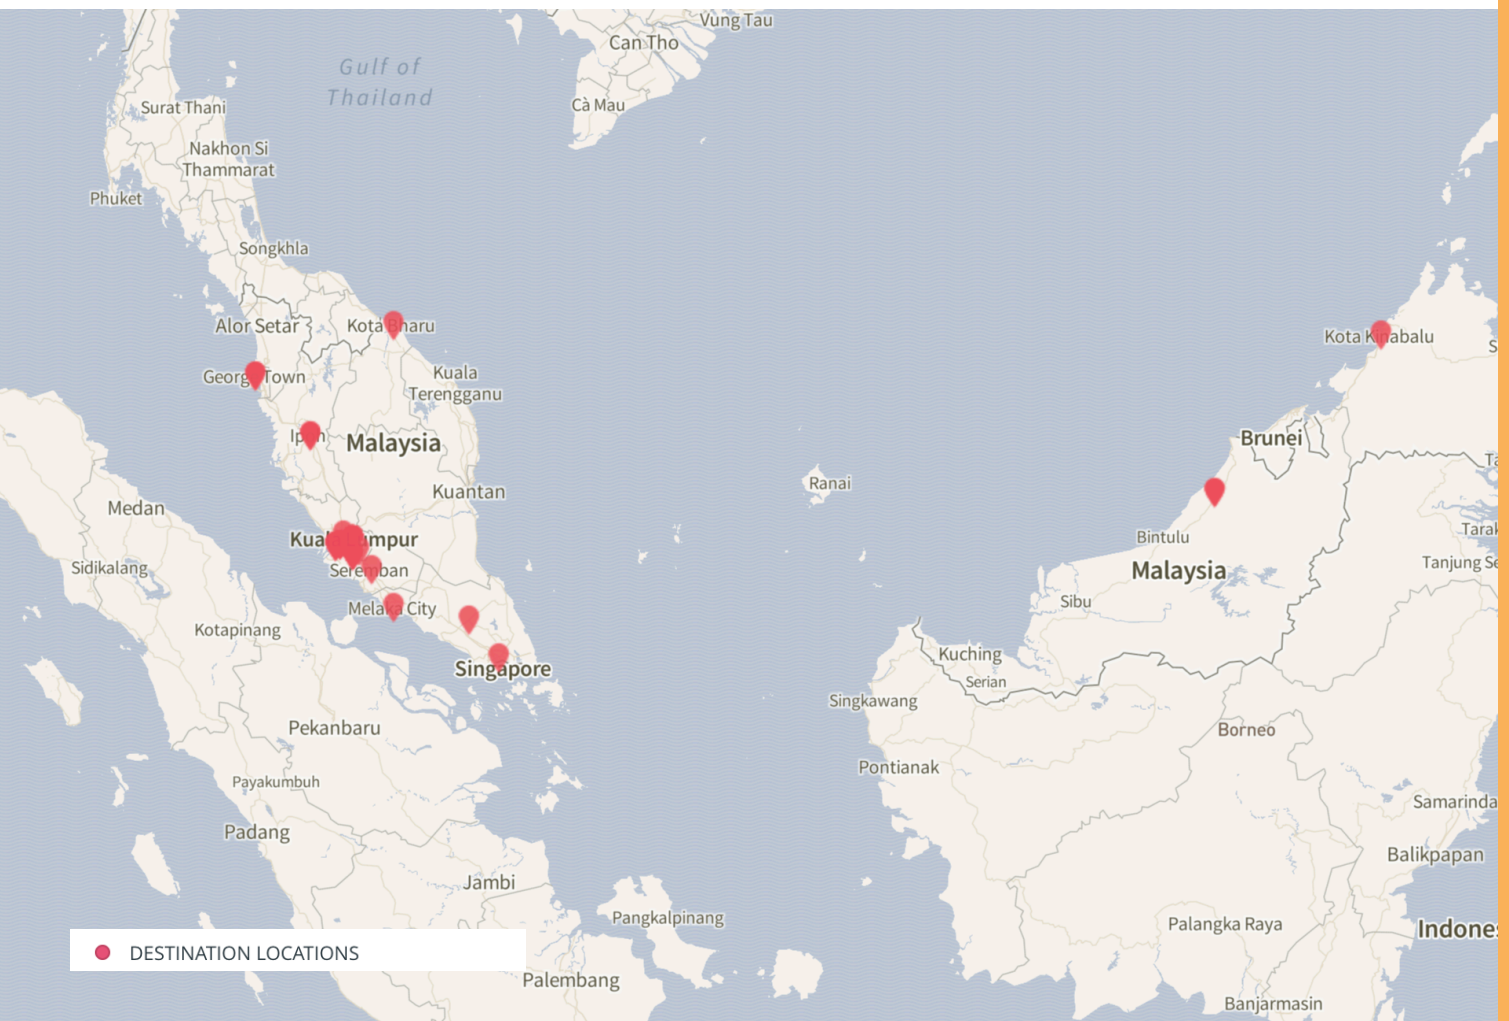 Vung Tau
Can Tho
Gulf of
Thailand
Cà Mau
Surat Thani
Nakhon Si
Thammarat
Phuket
Songkhla
Alor Setar
Kota Bharu
Kota Kinabalu
George Town
Kuala
Terengganu
Ipoh
Malaysia
Brunei
Kuantan
Ranai
Medan
Kuala Lumpur
Bintulu
Sidikalang
Seremban
Malaysia
Melaka City
Sibu
Kotapinang
Singapore
Kuching
Serian
Singkawang
Pekanbaru
Borneo
Pontianak
Payakumbuh
Samarinda
Padang
Balikpapan
Jambi
Pangkalpinang
Palangka Raya
Indones
DESTINATION LOCATIONS
Palembang
Banjarmasin